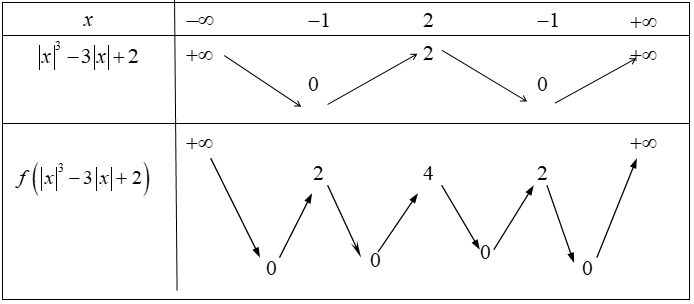 x −∞ −1 2 −1 +∞
|x|³ − 3|x| + 2 +∞ 0 2 0 +∞
+∞ +∞
f(|x|³ − 3|x| + 2) 2 4 2
0 0 0 0